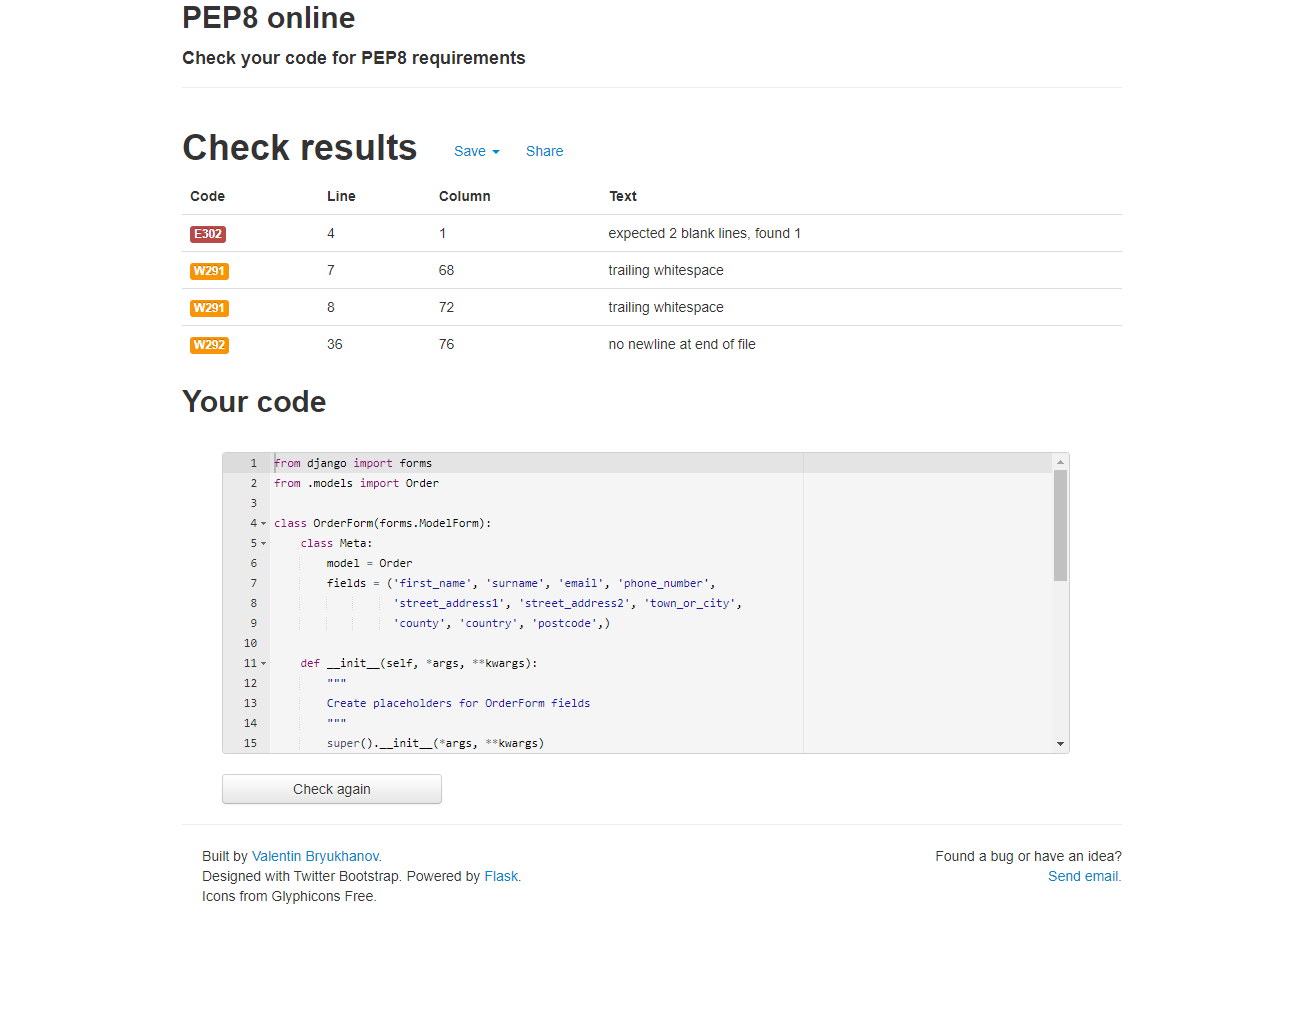 PEP8 online
Check your code for PEP8 requirements
Check results Save Share
Code Line Column Text
E302 4 1 expected 2 blank lines, found 1
W291 7 68 trailing whitespace
W291 8 72 trailing whitespace
W292 36 76 no newline at end of file
Your code
1 from django import forms
2 from .models import Order
3
4 class OrderForm(forms.ModelForm):
5 class Meta:
6 model = Order
7 fields = ('first_name', 'surname', 'email', 'phone_number',
8 'street_address1', 'street_address2', 'town_or_city',
9 'county', 'country', 'postcode',)
10
11 def __init__(self, *args, **kwargs):
12 """
13 Create placeholders for OrderForm fields
14 """
15 super().__init__(*args, **kwargs)
Check again
Built by Valentin Bryukhanov. Found a bug or have an idea?
Designed with Twitter Bootstrap. Powered by Flask. Send email.
Icons from Glyphicons Free.